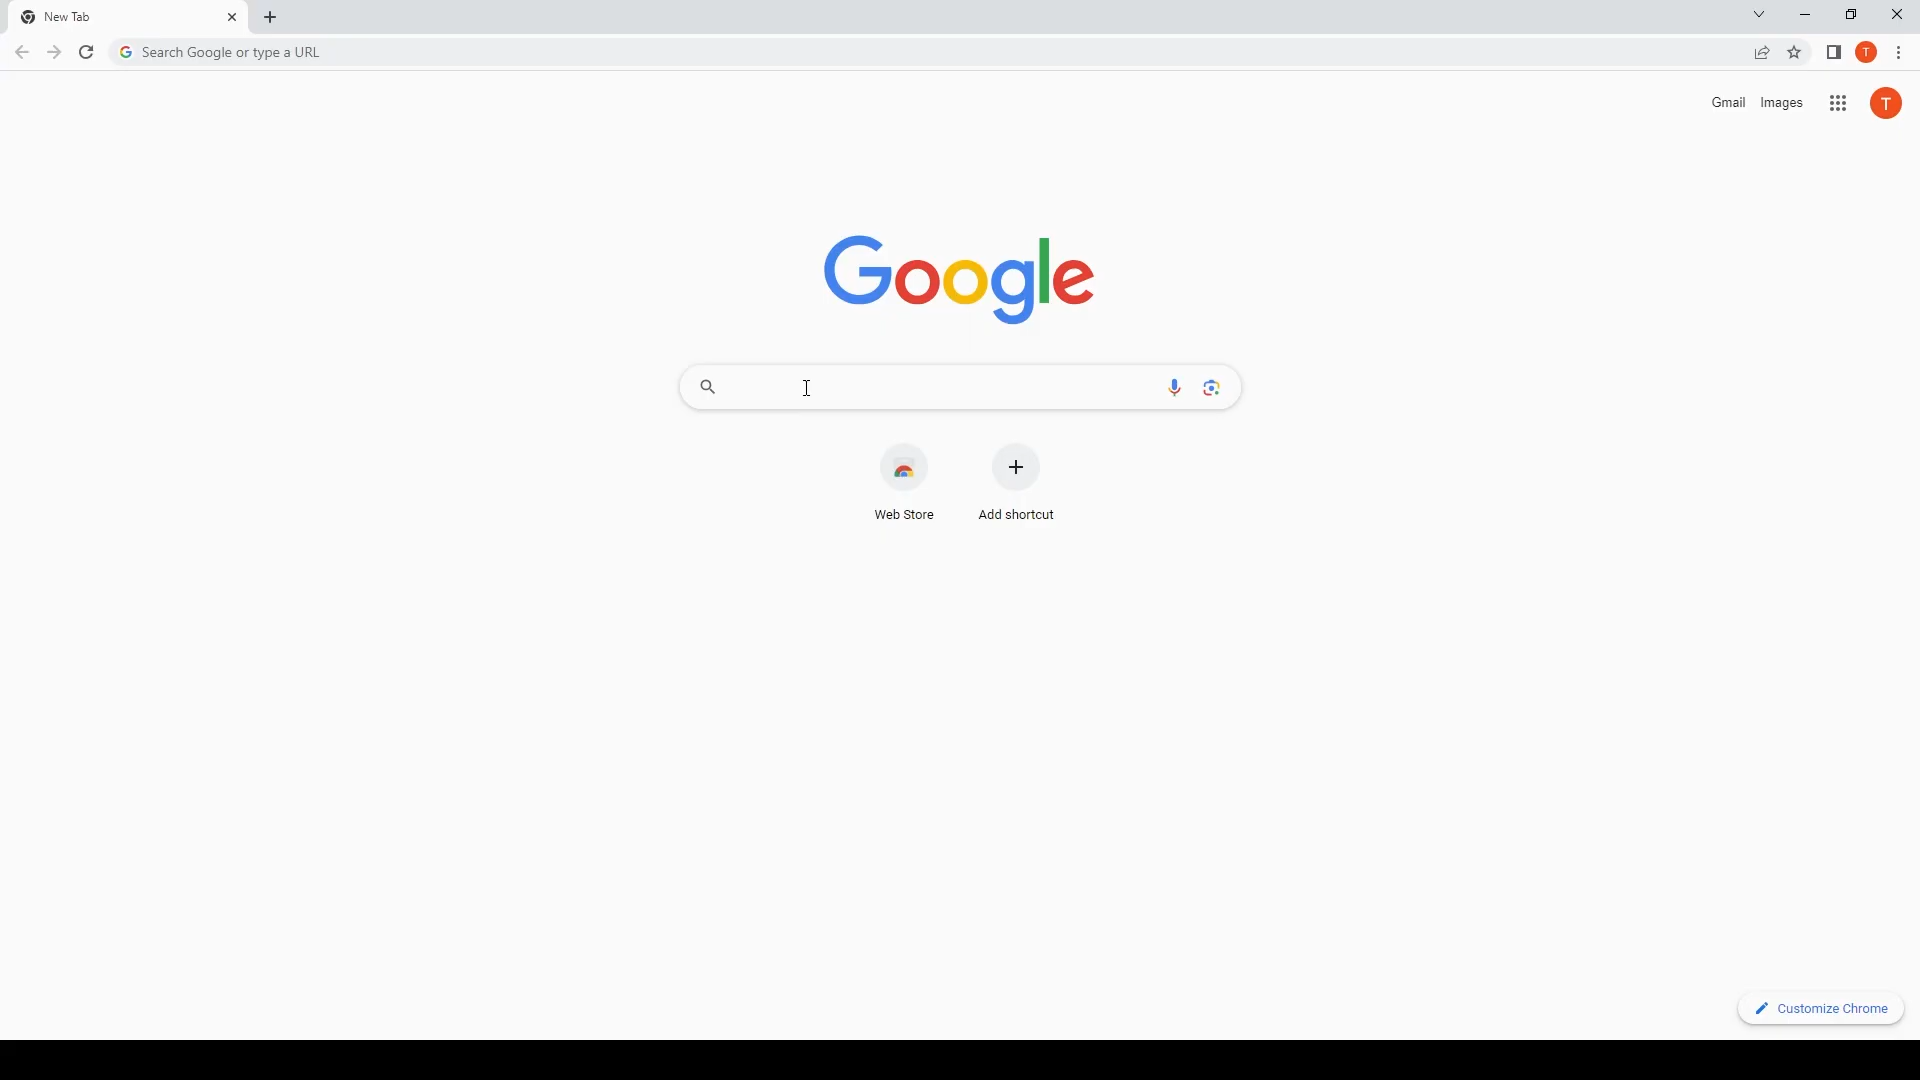 New Tab
Search Google or type a URL
T
Gmail Images T
Google
Web Store Add shortcut
Customize Chrome